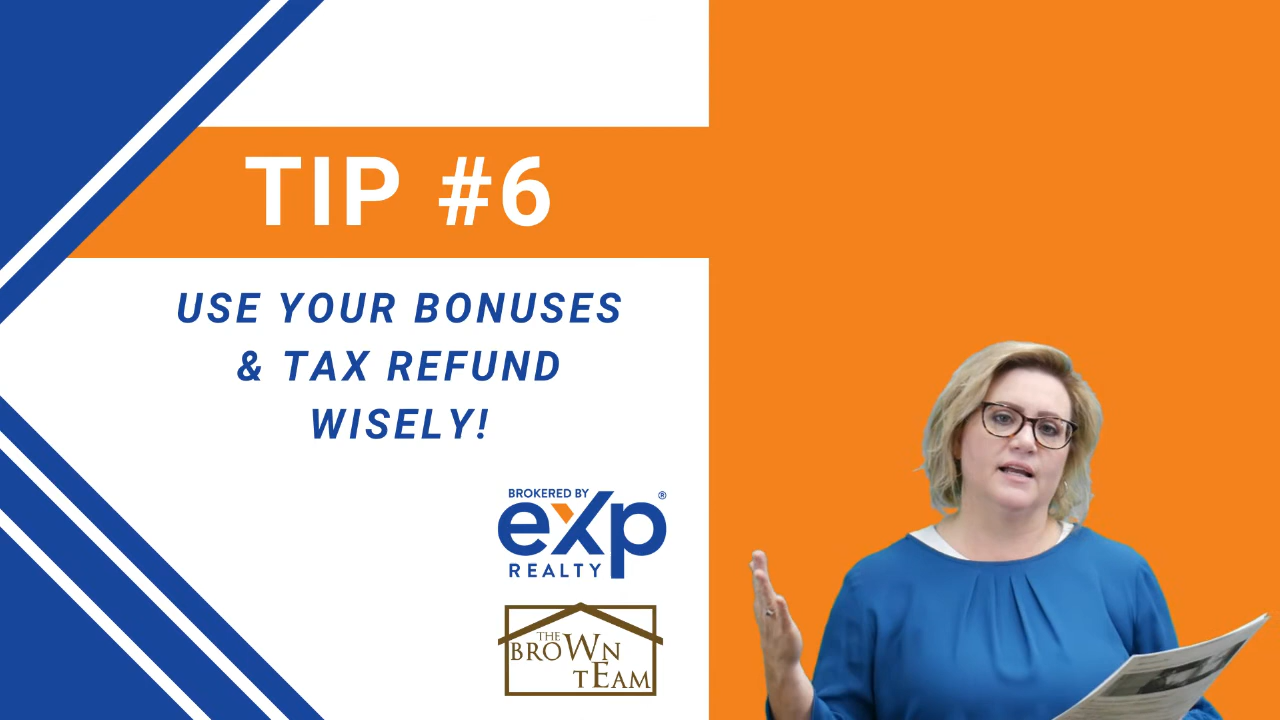 TIP #6
USE YOUR BONUSES
& TAX REFUND
WISELY!
BROKERED BY
eXp®
REALTY
THE
BROWN
TEAM